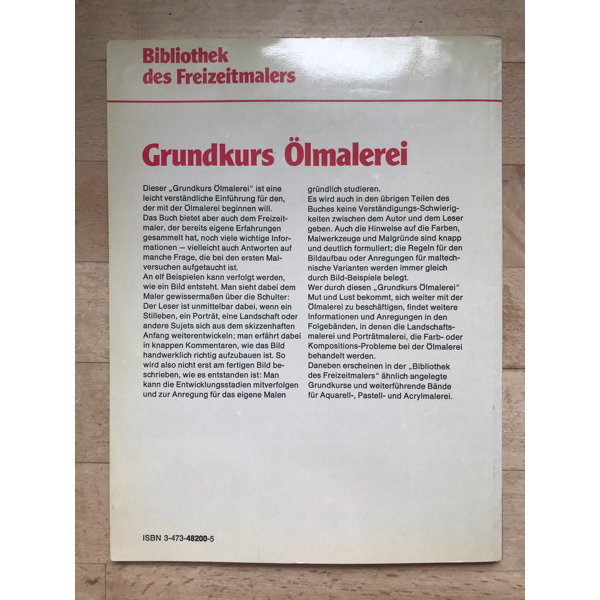 Bibliothek
des Freizeitmalers
Grundkurs Ölmalerei
Dieser „Grundkurs Ölmalerei" ist eine
leicht verständliche Einführung für den,
der mit der Ölmalerei beginnen will.
Das Buch bietet aber auch dem Freizeit-
maler, der bereits eigene Erfahrungen
gesammelt hat, noch viele wichtige Infor-
mationen — vielleicht auch Antworten auf
manche Frage, die bei den ersten Mal-
versuchen aufgetaucht ist.
An elf Beispielen kann verfolgt werden,
wie ein Bild entsteht. Man sieht dabei dem
Maler gewissermaßen über die Schulter:
Der Leser ist unmittelbar dabei, wenn ein
Stilleben, ein Porträt, eine Landschaft oder
andere Sujets sich aus dem skizzenhaften
Anfang weiterentwickeln; man erfährt dabei
in knappen Kommentaren, wie das Bild
handwerklich richtig aufzubauen ist. So
wird also nicht erst am fertigen Bild be-
schrieben, wie es entstanden ist: Man
kann die Entwicklungsstadien mitverfolgen
und zur Anregung für das eigene Malen
gründlich studieren.
Es wird auch in den übrigen Teilen des
Buches keine Verständigungs-Schwierig-
keiten zwischen dem Autor und dem Leser
geben. Auch die Hinweise auf die Farben,
Malwerkzeuge und Malgründe sind knapp
und deutlich formuliert; die Regeln für den
Bildaufbau oder Anregungen für maltech-
nische Varianten werden immer gleich
durch Bild-Beispiele belegt.
Wer durch diesen „Grundkurs Ölmalerei"
Mut und Lust bekommt, sich weiter mit der
Ölmalerei zu beschäftigen, findet weitere
Informationen und Anregungen in den
Folgebänden, in denen die Landschafts-
malerei und Porträtmalerei, die Farb- oder
Kompositions-Probleme bei der Ölmalerei
behandelt werden.
Daneben erscheinen in der „Bibliothek
des Freizeitmalers" ähnlich angelegte
Grundkurse und weiterführende Bände
für Aquarell-, Pastell- und Acrylmalerei.
ISBN 3-473-48200-5